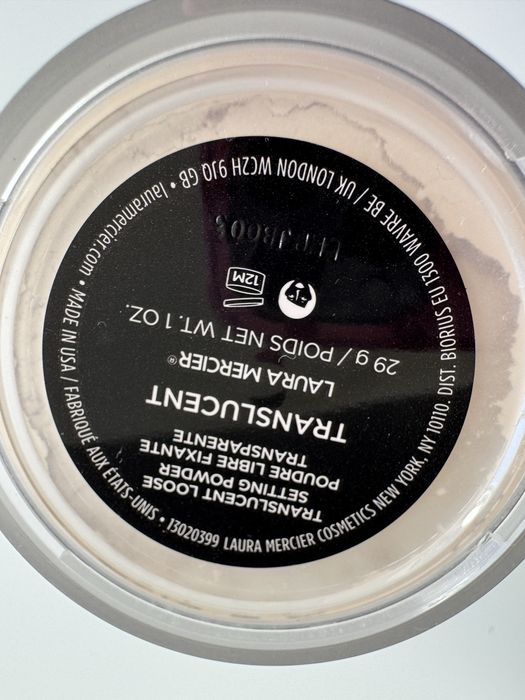 TRANSLUCENT LOOSE
SETTING POWDER
POUDRE LIBRE FIXANTE
TRANSPARENTE
TRANSLUCENT
LAURA MERCIER®
29 g / POIDS NET WT. 1 OZ.
12M
lauramercier.com • MADE IN USA / FABRIQUÉ AUX ÉTATS-UNIS • 13020399 LAURA MERCIER COSMETICS NEW YORK, NY 10110, DIST. BIORIUS EU 1300 WAVRE BE / UK LONDON WC2H 9JQ GB •